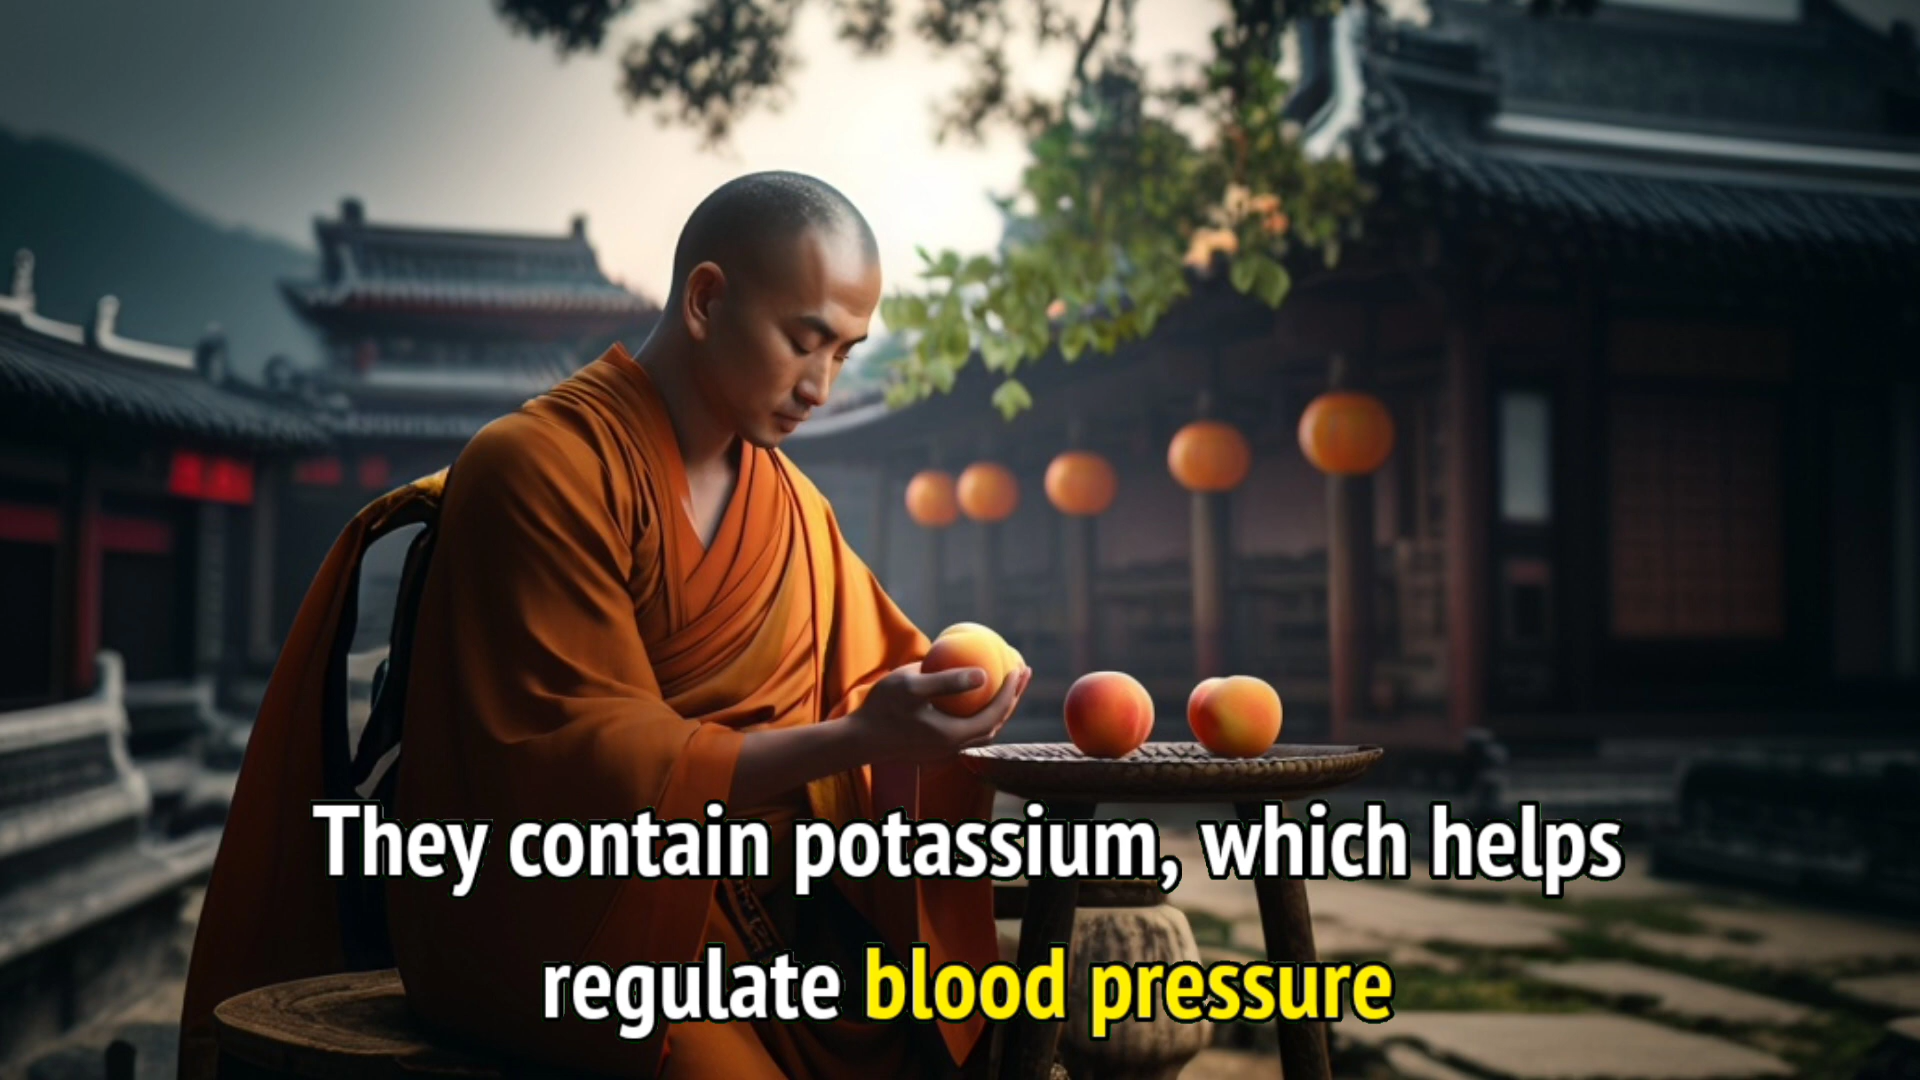 They contain potassium, which helps
regulate blood pressure